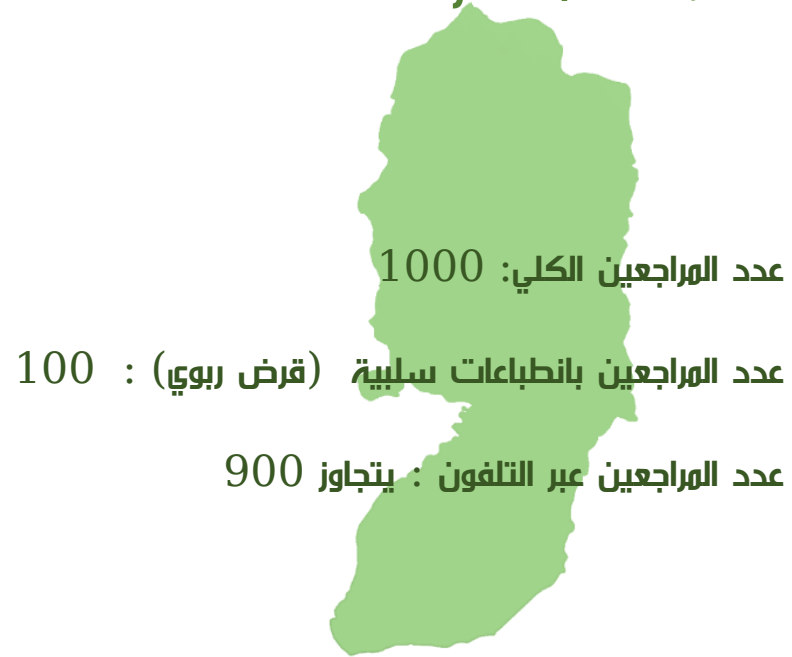 عدد المراجعين الكلي: 1000
عدد المراجعين بانطباعات سلبية (قرض ربوي) : 100
عدد المراجعين عبر التلفون : يتجاوز 900